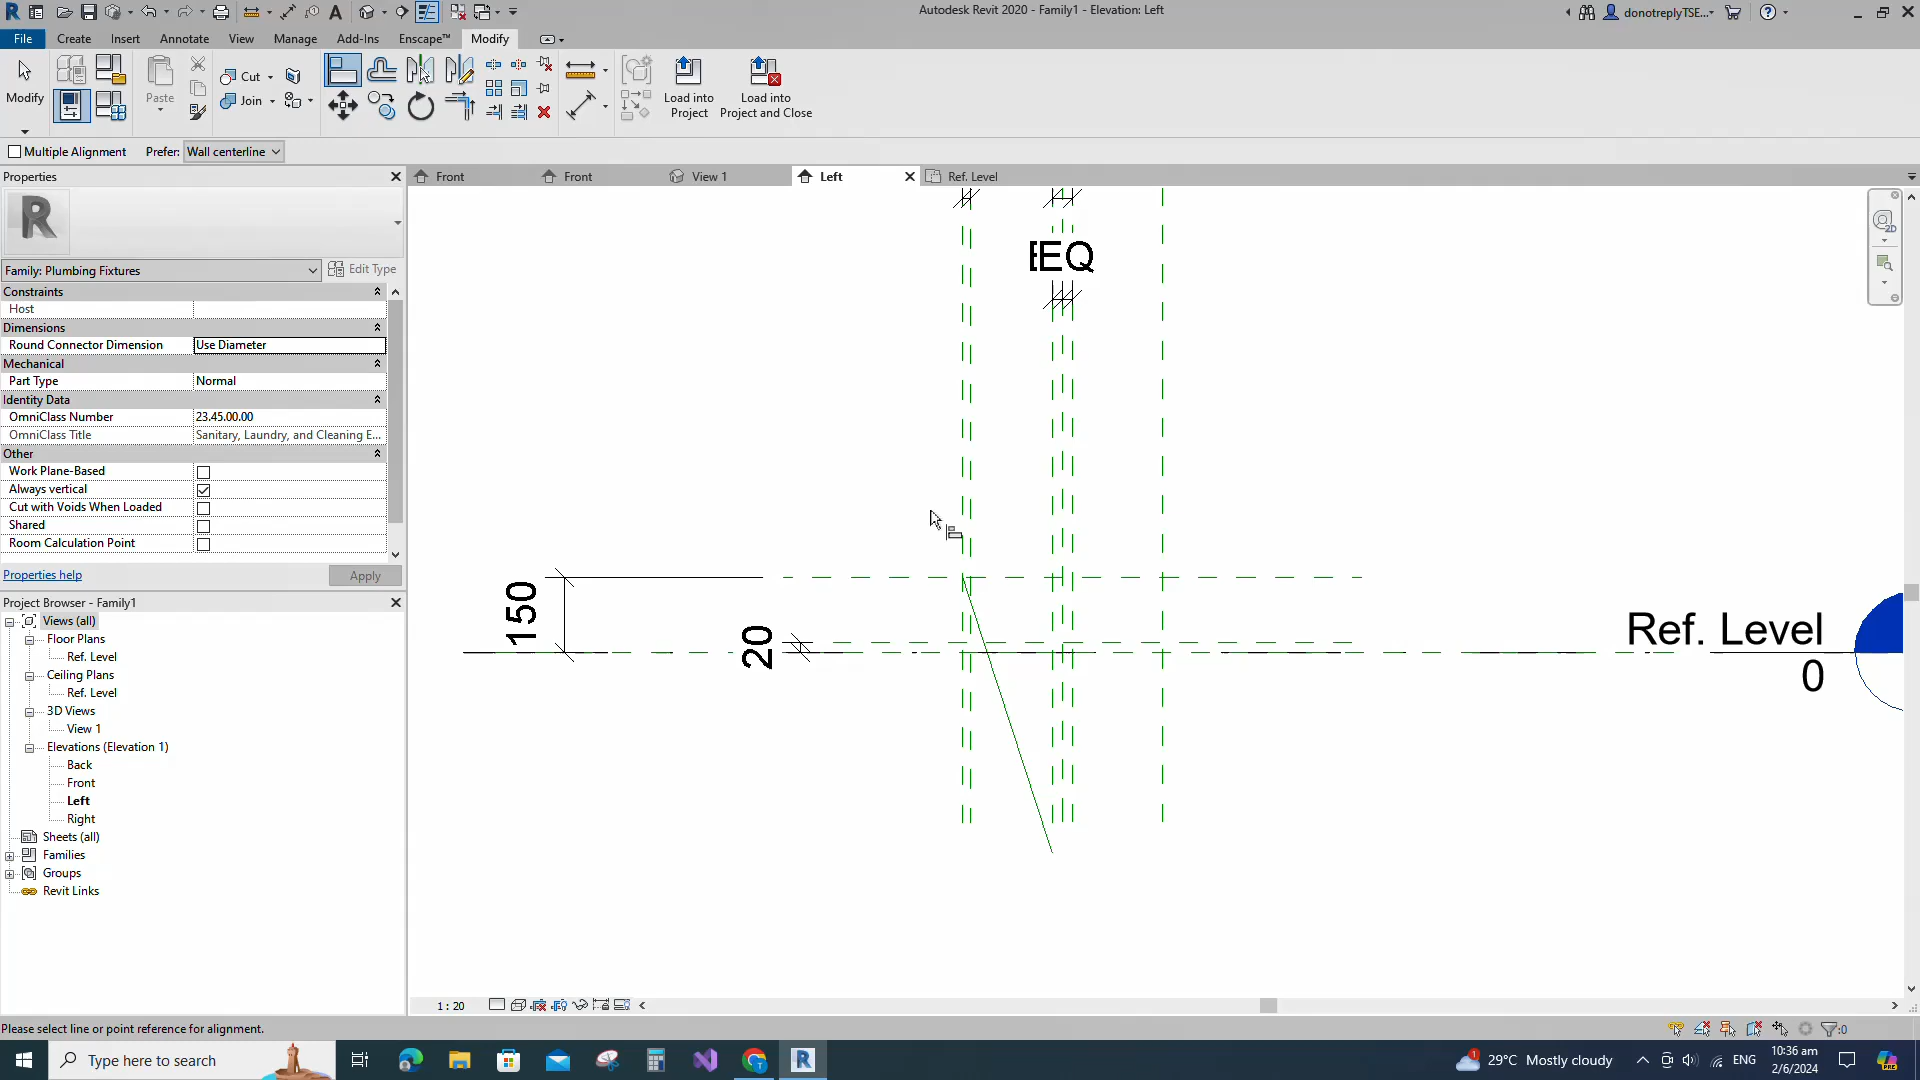 Autodesk Revit 2020 - Family1 - Elevation: Left
donotreplyTSE...
File Create Insert Annotate View Manage Add-Ins Enscape™ Modify
Modify
Paste
Cut
Join
Load into Project
Load into Project and Close
Multiple Alignment Prefer: Wall centerline
Properties
Front
Front
View 1
Left
Ref. Level
Family: Plumbing Fixtures
Edit Type
Constraints
Host
Dimensions
Round Connector Dimension Use Diameter
Mechanical
Part Type Normal
Identity Data
OmniClass Number 23.45.00.00
OmniClass Title Sanitary, Laundry, and Cleaning E...
Other
Work Plane-Based
Always vertical
Cut with Voids When Loaded
Shared
Room Calculation Point
Properties help
Apply
Project Browser - Family1
Views (all)
Floor Plans
Ref. Level
Ceiling Plans
Ref. Level
3D Views
View 1
Elevations (Elevation 1)
Back
Front
Left
Right
Sheets (all)
Families
Groups
Revit Links
EQ
150
20
Ref. Level
0
2D
1 : 20
Please select line or point reference for alignment.
:0
Type here to search
29°C Mostly cloudy
ENG
10:36 am
2/6/2024